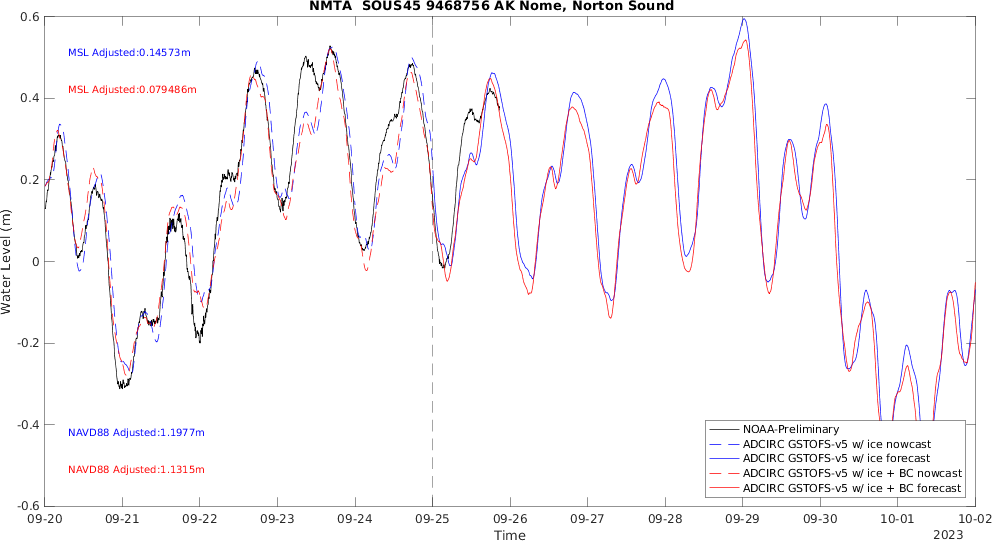 NMTA  SOUS45 9468756 AK Nome, Norton Sound
0.6
MSL Adjusted:0.14573m
MSL Adjusted:0.079486m
0.4
0.2
Water Level (m)
0
-0.2
-0.4
NAVD88 Adjusted:1.1977m
NAVD88 Adjusted:1.1315m
-0.6
NOAA-Preliminary
ADCIRC GSTOFS-v5 w/ ice nowcast
ADCIRC GSTOFS-v5 w/ ice forecast
ADCIRC GSTOFS-v5 w/ ice + BC nowcast
ADCIRC GSTOFS-v5 w/ ice + BC forecast
09-20 09-21 09-22 09-23 09-24 09-25 09-26 09-27 09-28 09-29 09-30 10-01 10-02
Time
2023